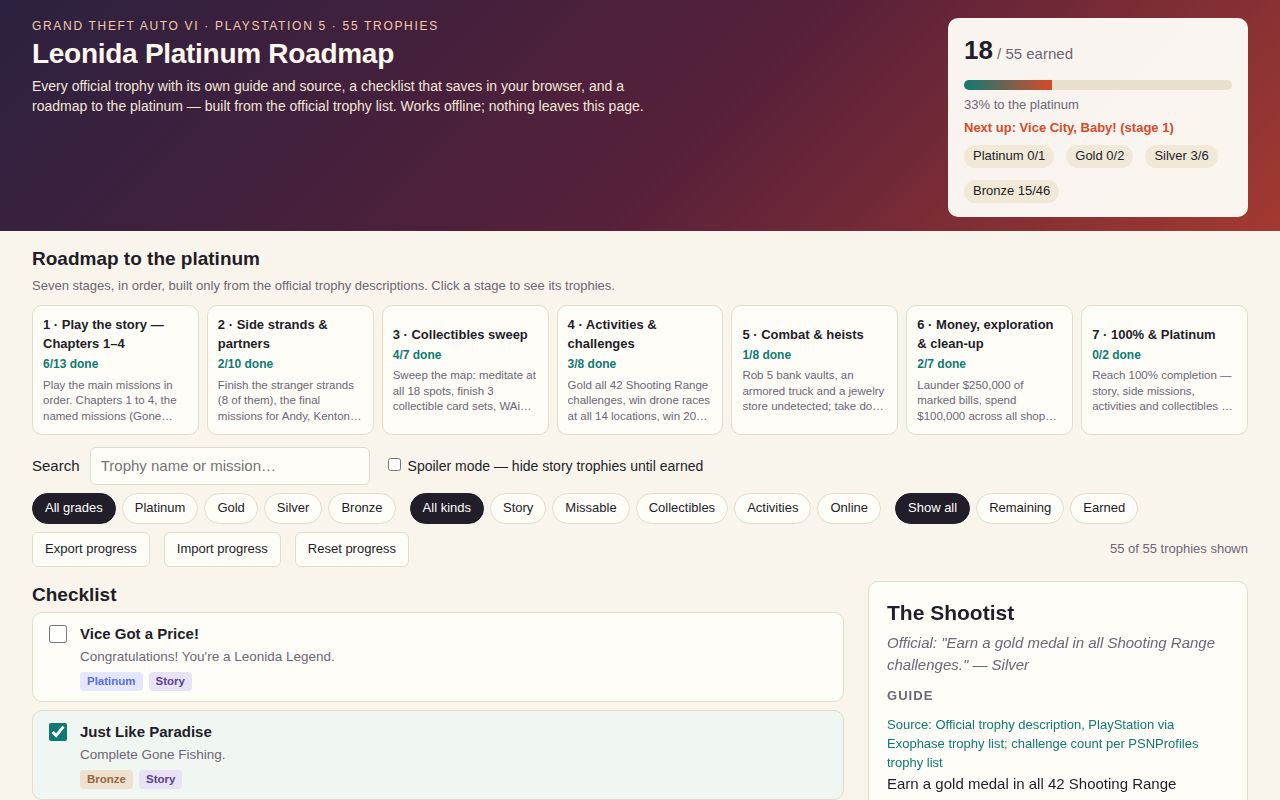 GRAND THEFT AUTO VI · PLAYSTATION 5 · 55 TROPHIES
Leonida Platinum Roadmap
Every official trophy with its own guide and source, a checklist that saves in your browser, and a
roadmap to the platinum — built from the official trophy list. Works offline; nothing leaves this page.
18 / 55 earned
33% to the platinum
Next up: Vice City, Baby! (stage 1)
Platinum 0/1 Gold 0/2 Silver 3/6
Bronze 15/46
Roadmap to the platinum
Seven stages, in order, built only from the official trophy descriptions. Click a stage to see its trophies.
1 · Play the story —
Chapters 1–4
6/13 done
Play the main missions in
order. Chapters 1 to 4, the
named missions (Gone…
2 · Side strands &
partners
2/10 done
Finish the stranger strands
(8 of them), the final
missions for Andy, Kenton…
3 · Collectibles sweep
4/7 done
Sweep the map: meditate at
all 18 spots, finish 3
collectible card sets, WAi…
4 · Activities &
challenges
3/8 done
Gold all 42 Shooting Range
challenges, win drone races
at all 14 locations, win 20…
5 · Combat & heists
1/8 done
Rob 5 bank vaults, an
armored truck and a jewelry
store undetected; take do…
6 · Money, exploration
& clean-up
2/7 done
Launder $250,000 of
marked bills, spend
$100,000 across all shop…
7 · 100% & Platinum
0/2 done
Reach 100% completion —
story, side missions,
activities and collectibles …
Search Trophy name or mission… Spoiler mode — hide story trophies until earned
All grades Platinum Gold Silver Bronze All kinds Story Missable Collectibles Activities Online Show all Remaining Earned
Export progress Import progress Reset progress 55 of 55 trophies shown
Checklist
Vice Got a Price!
Congratulations! You're a Leonida Legend.
Platinum Story
Just Like Paradise
Complete Gone Fishing.
Bronze Story
The Shootist
Official: "Earn a gold medal in all Shooting Range
challenges." — Silver
GUIDE
Source: Official trophy description, PlayStation via
Exophase trophy list; challenge count per PSNProfiles
trophy list
Earn a gold medal in all 42 Shooting Range